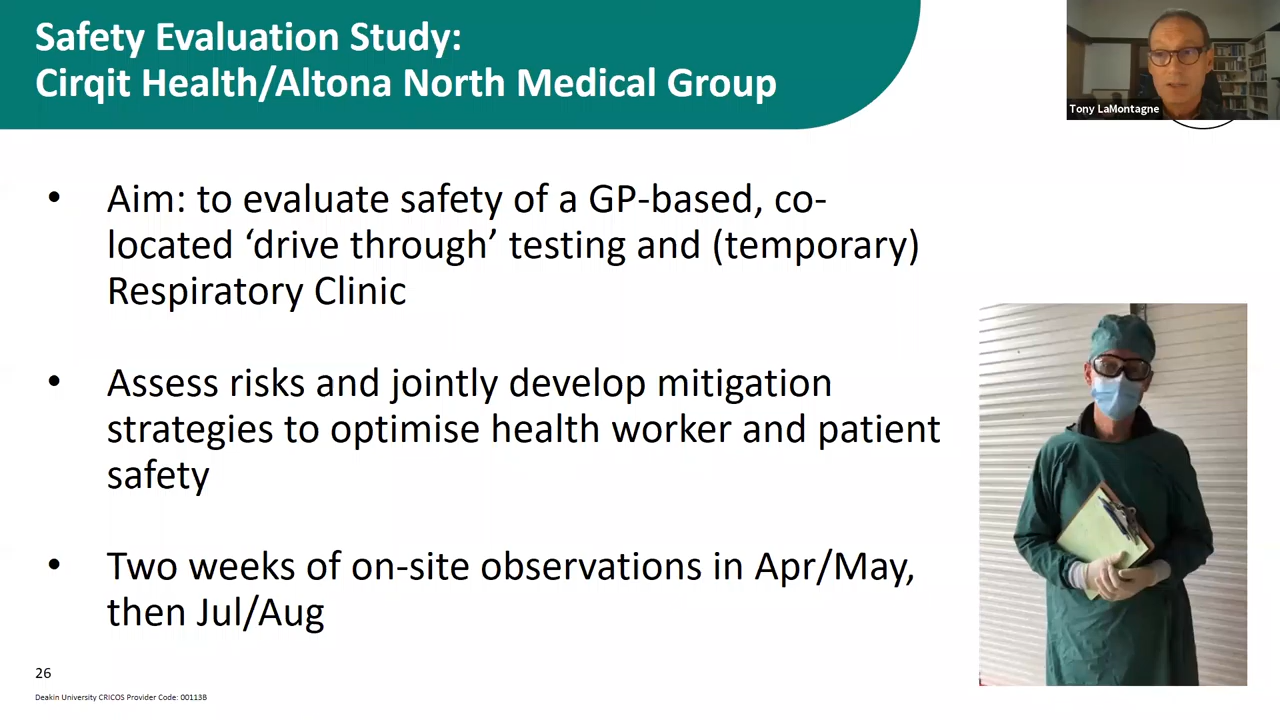 Safety Evaluation Study:
Cirqit Health/Altona North Medical Group
Tony LaMontagne
• Aim: to evaluate safety of a GP-based, co-
located ‘drive through’ testing and (temporary)
Respiratory Clinic
• Assess risks and jointly develop mitigation
strategies to optimise health worker and patient
safety
• Two weeks of on-site observations in Apr/May,
then Jul/Aug
26
Deakin University CRICOS Provider Code: 00113B